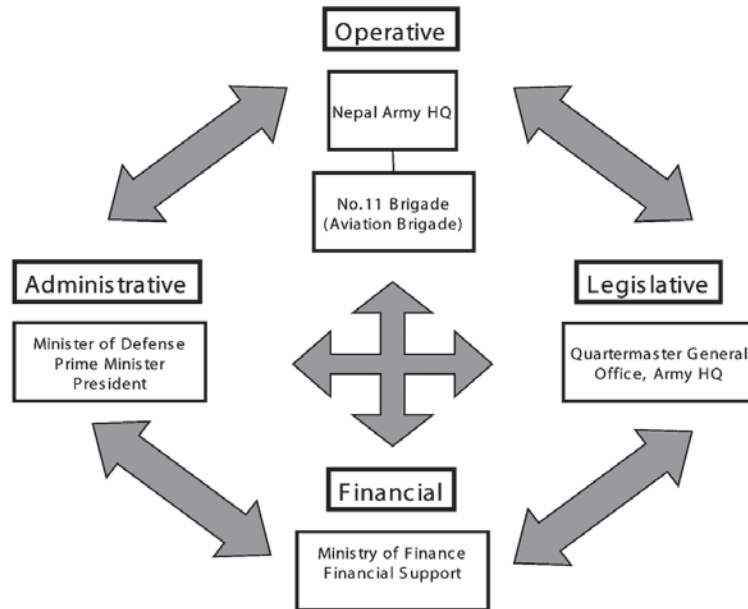 Operative
Nepal Army HQ
No.11 Brigade
(Aviation Brigade)
Administrative
Minister of Defense
Prime Minister
President
Legislative
Quartermaster General
Office, Army HQ
Financial
Ministry of Finance
Financial Support